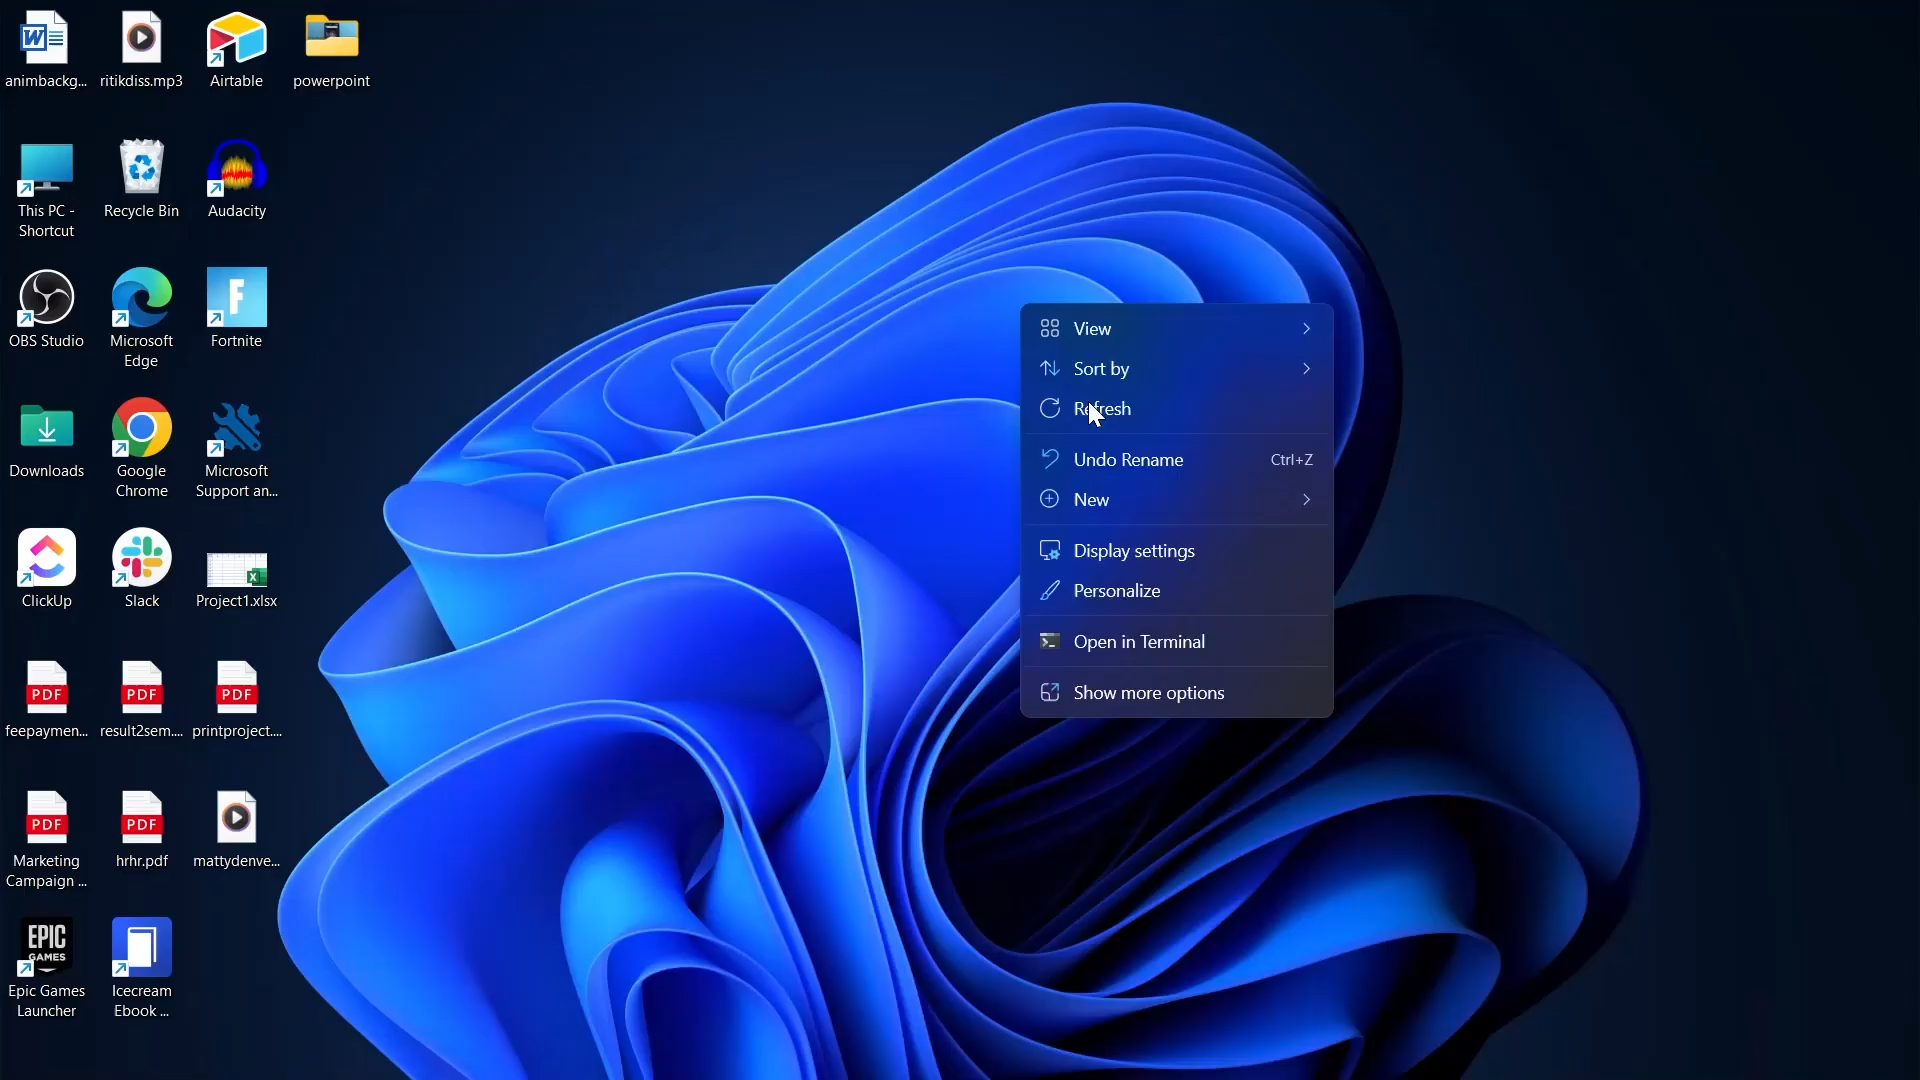 animbackg...
ritikdiss.mp3
Airtable
powerpoint
This PC -
Shortcut
Recycle Bin
Audacity
OBS Studio
Microsoft
Edge
Fortnite
Downloads
Google
Chrome
Microsoft
Support an...
ClickUp
Slack
Project1.xlsx
PDF
feepaymen...
PDF
result2sem....
PDF
printproject....
PDF
Marketing
Campaign ...
PDF
hrhr.pdf
mattydenve...
EPIC
GAMES
Epic Games
Launcher
Icecream
Ebook ...
View
Sort by
Refresh
Undo Rename Ctrl+Z
New
Display settings
Personalize
Open in Terminal
Show more options